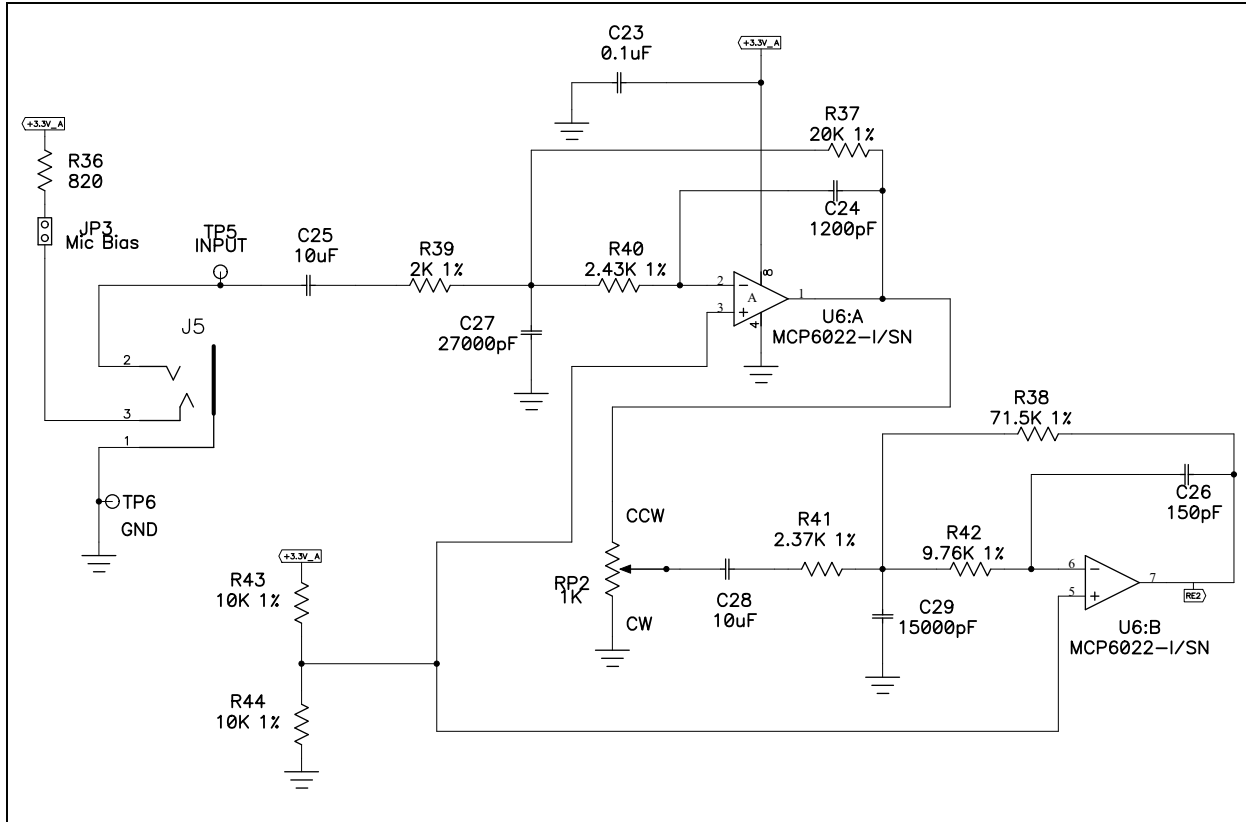 C23
0.1uF
+3.3V_A
+3.3V_A
R36
820
JP3
Mic Bias
TP5
INPUT
C25
10uF
R39
2K 1%
R40
2.43K 1%
R37
20K 1%
C24
1200pF
C27
27000pF
2
3
A
8
4
1
U6:A
MCP6022-I/SN
J5
2
3
1
TP6
GND
R38
71.5K 1%
C26
150pF
CCW
R41
2.37K 1%
R42
9.76K 1%
RP2
1K
CW
C28
10uF
C29
15000pF
6
5
7
RE2
U6:B
MCP6022-I/SN
+3.3V_A
R43
10K 1%
R44
10K 1%